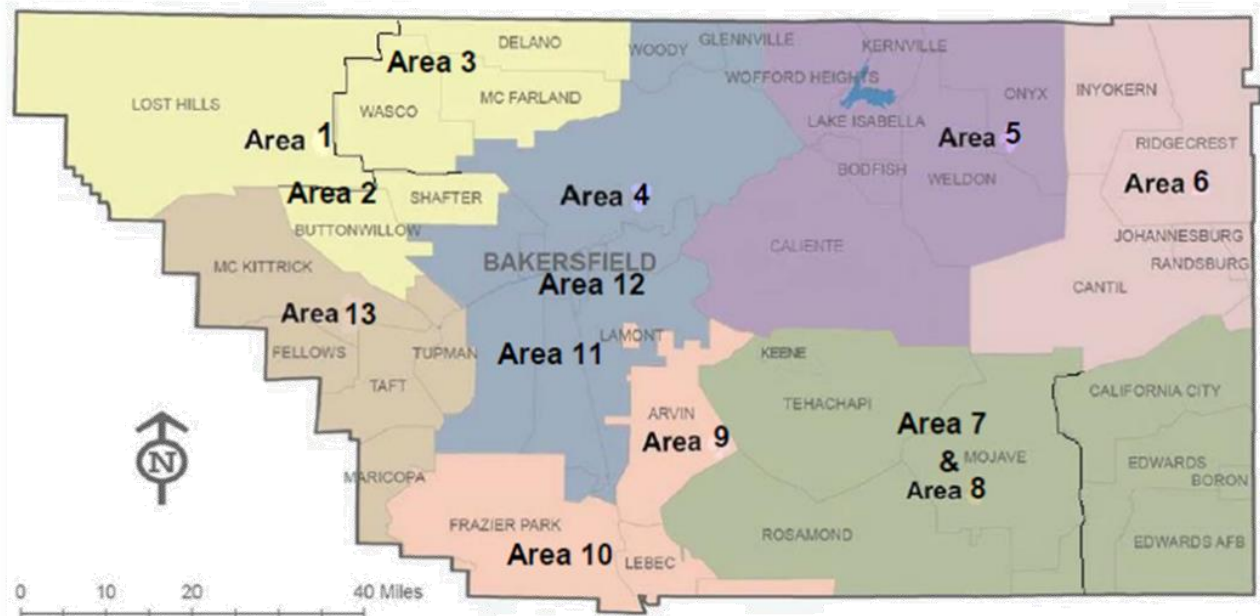 DELANO
WOODY
GLENNVILLE
KERNVILLE
Area 3
WOFFORD HEIGHTS
LOST HILLS
WASCO
MC FARLAND
ONYX
INYOKERN
LAKE ISABELLA
Area 1
Area 5
RIDGECREST
BODFISH
WELDON
Area 6
Area 2
SHAFTER
Area 4
BUTTONWILLOW
JOHANNESBURG
MC KITTRICK
BAKERSFIELD
CALIENTE
RANDSBURG
Area 12
CANTIL
Area 13
LAMONT
FELLOWS
TUPMAN
Area 11
KEENE
TAFT
TEHACHAPI
CALIFORNIA CITY
ARVIN
Area 7
Area 9
&
MOJAVE
EDWARDS
N
MARICOPA
Area 8
BORON
FRAZIER PARK
ROSAMOND
Area 10
LEBEC
EDWARDS AFB
0 10 20 40 Miles